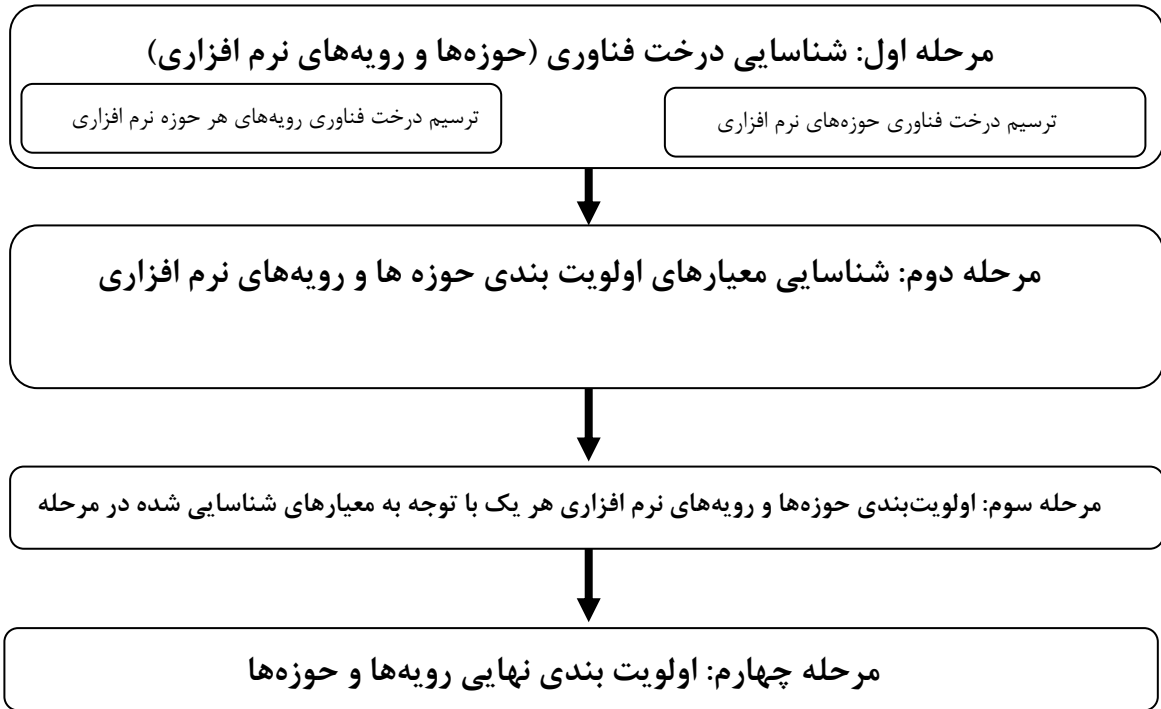 مرحله اول: شناسایی درخت فناوری (حوزه‌ها و رویه‌های نرم افزاری)
ترسیم درخت فناوری حوزه‌های نرم افزاری
ترسیم درخت فناوری رویه‌های هر حوزه نرم افزاری
مرحله دوم: شناسایی معیارهای اولویت بندی حوزه ها و رویه‌های نرم افزاری
مرحله سوم: اولویت‌بندی حوزه‌ها و رویه‌های نرم افزاری هر یک با توجه به معیارهای شناسایی شده در مرحله
مرحله چهارم: اولویت بندی نهایی رویه‌ها و حوزه‌ها